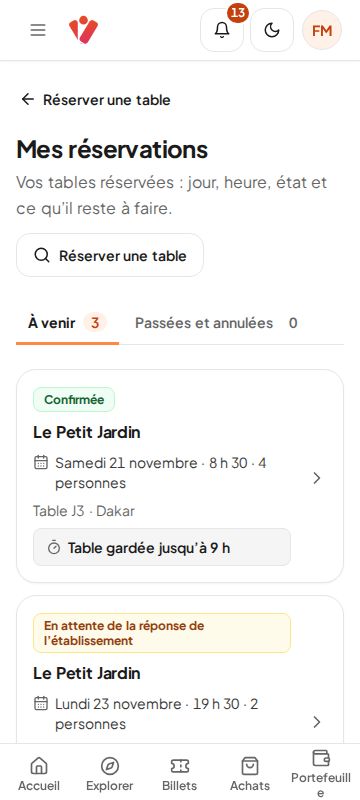 13
FM
Réserver une table
Mes réservations
Vos tables réservées : jour, heure, état et
ce qu’il reste à faire.
Réserver une table
À venir 3 Passées et annulées 0
Confirmée
Le Petit Jardin
Samedi 21 novembre · 8 h 30 · 4
personnes
Table J3 · Dakar
Table gardée jusqu’à 9 h
En attente de la réponse de
l’établissement
Le Petit Jardin
Lundi 23 novembre · 19 h 30 · 2
personnes
Accueil Explorer Billets Achats Portefeuill
e